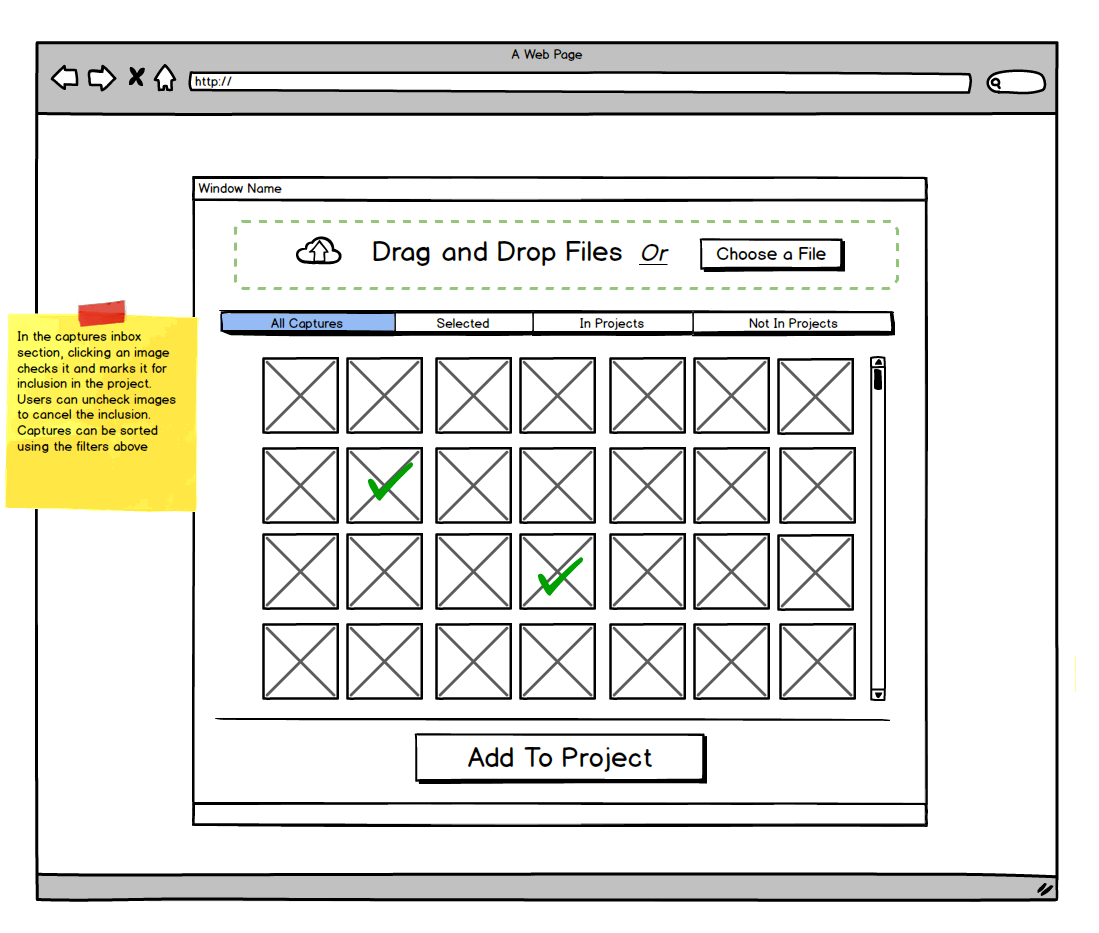 A Web Page
http://
Window Name
Drag and Drop Files Or Choose a File
All Captures Selected In Projects Not In Projects
In the captures inbox
section, clicking an image
checks it and marks it for
inclusion in the project.
Users can uncheck images
to cancel the inclusion.
Captures can be sorted
using the filters above
Add To Project